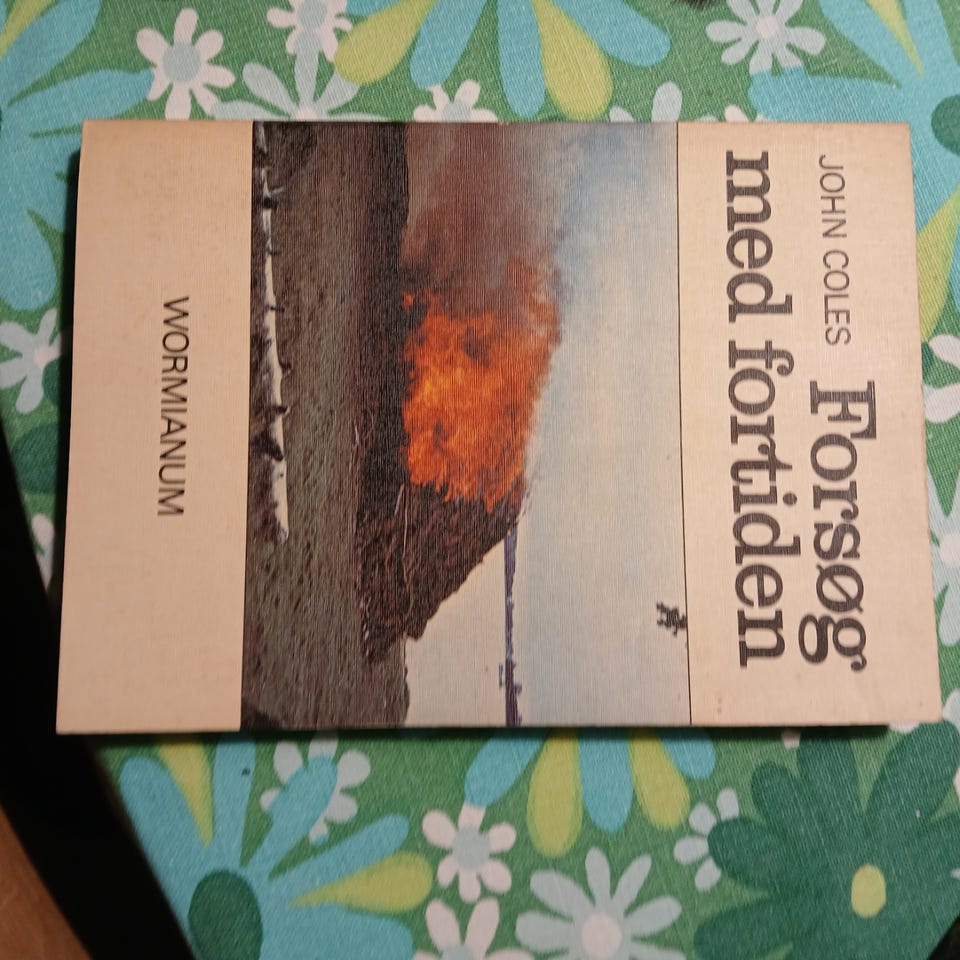 JOHN COLES Forsøg
med fortiden
WORMIANUM